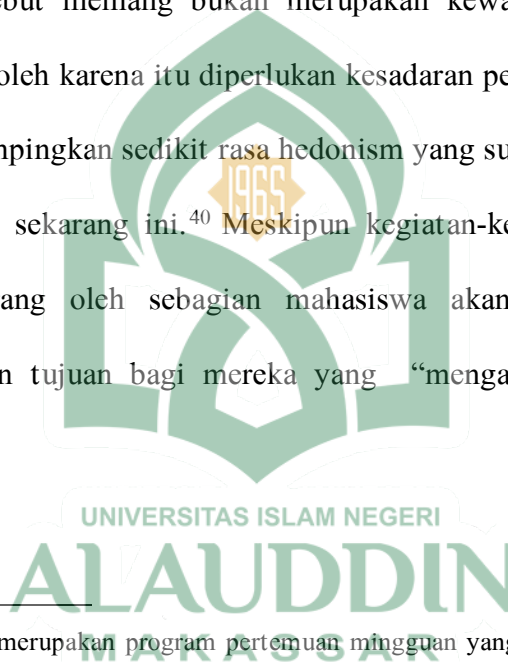 ebut memang bukan merupakan kewa
oleh karena itu diperlukan kesadaran pe
npingkan sedikit rasa hedonism yang su
1965
sekarang ini.⁴⁰ Meskipun kegiatan-ke
ang oleh sebagian mahasiswa akan
n tujuan bagi mereka yang “menga
UNIVERSITAS ISLAM NEGERI
ALAUDDIN
merupakan program pertemuan mingguan yang
MAKASSAR